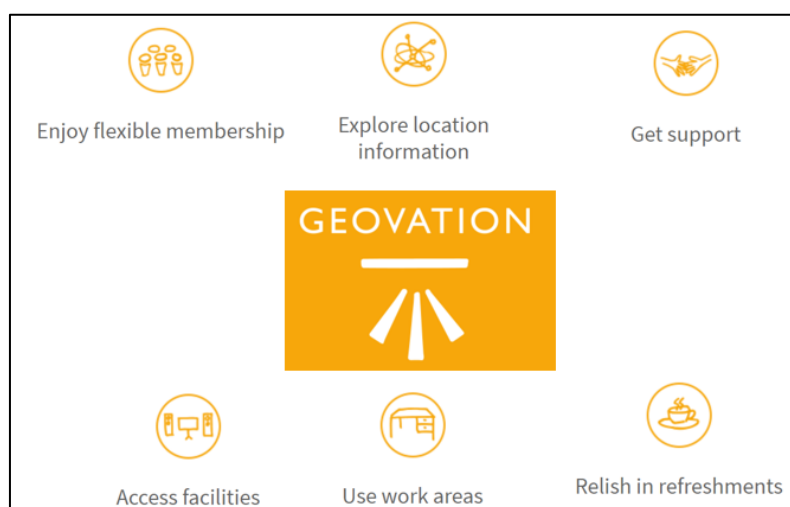 Enjoy flexible membership
Explore location
information
Get support
GEOVATION
Access facilities
Use work areas
Relish in refreshments